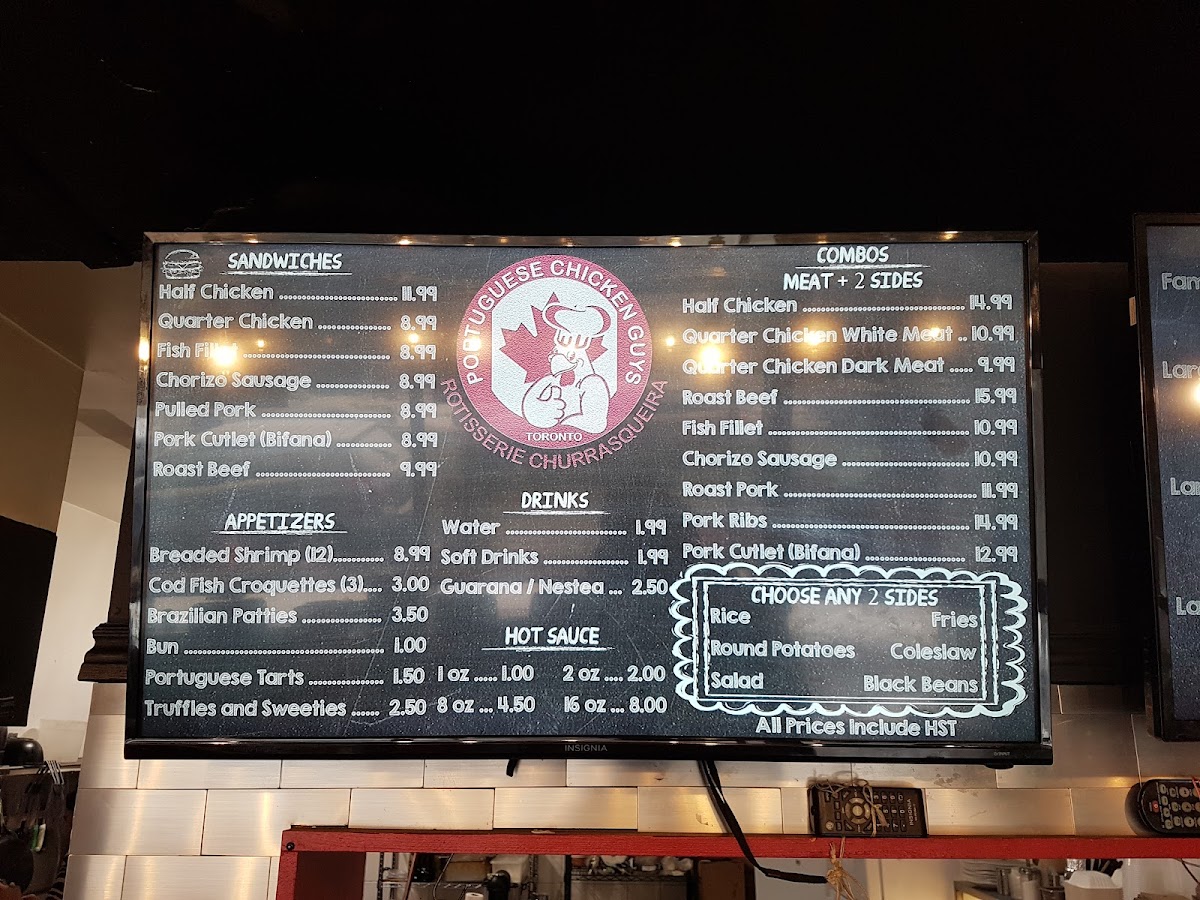 SANDWICHES
Half Chicken ........ 11.99
Quarter Chicken ........ 8.99
Fish Fillet ........ 8.99
Chorizo Sausage ........ 8.99
Pulled Pork ........ 8.99
Pork Cutlet (Bifana) ........ 8.99
Roast Beef ........ 9.99
APPETIZERS
Breaded Shrimp (12)........ 8.99
Cod Fish Croquettes (3).... 3.00
Brazilian Patties ........ 3.50
Bun ........ 1.00
Portuguese Tarts ........ 1.50
Truffles and Sweeties ...... 2.50
PORTUGUESE CHICKEN GUYS
TORONTO
ROTISSERIE CHURRASQUEIRA
DRINKS
Water ........ 1.99
Soft Drinks ........ 1.99
Guarana / Nestea ... 2.50
HOT SAUCE
1 oz ..... 1.00 2 oz .... 2.00
8 oz ... 4.50 16 oz ... 8.00
COMBOS
MEAT + 2 SIDES
Half Chicken ........ 14.99
Quarter Chicken White Meat .. 10.99
Quarter Chicken Dark Meat ..... 9.99
Roast Beef ........ 15.99
Fish Fillet ........ 10.99
Chorizo Sausage ........ 10.99
Roast Pork ........ 11.99
Pork Ribs ........ 14.99
Pork Cutlet (Bifana) ........ 12.99
CHOOSE ANY 2 SIDES
Rice Fries
Round Potatoes Coleslaw
Salad Black Beans
All Prices Include HST
INSIGNIA